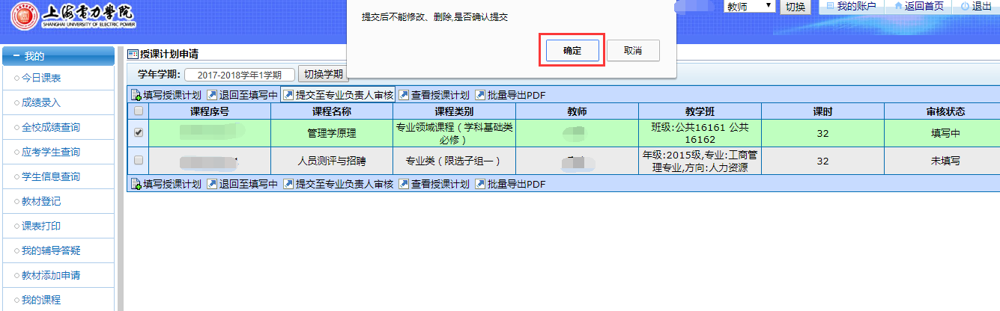 上海电力学院
SHANGHAI UNIVERSITY OF ELECTRIC POWER
提交后不能修改、删除,是否确认提交
确定
取消
教师
切换
我的账户
返回首页
退出
我的
今日课表
成绩录入
全校成绩查询
应考学生查询
学生信息查询
教材登记
课表打印
我的辅导答疑
教材添加申请
我的课程
授课计划申请
学年学期: 2017-2018学年1学期 切换学期
填写授课计划 退回至填写中 提交至专业负责人审核 查看授课计划 批量导出PDF
课程序号 课程名称 课程类别 教师 教学班 课时 审核状态
管理学原理 专业领域课程（学科基础类必修） 班级:公共16161 公共16162 32 填写中
人员测评与招聘 专业类（限选子组一） 年级:2015级,专业:工商管理专业,方向:人力资源 32 未填写
填写授课计划 退回至填写中 提交至专业负责人审核 查看授课计划 批量导出PDF